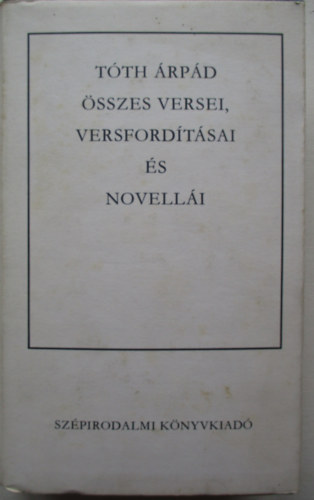 TÓTH ÁRPÁD
ÖSSZES VERSEI,
VERSFORDÍTÁSAI
ÉS
NOVELLÁI
SZÉPIRODALMI KÖNYVKIADÓ